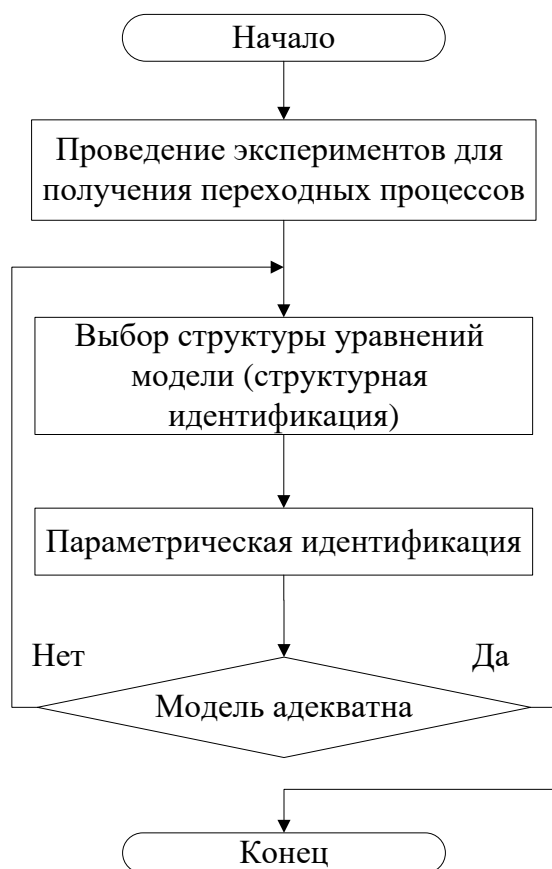 Начало
Проведение экспериментов для
получения переходных процессов
Выбор структуры уравнений
модели (структурная
идентификация)
Параметрическая идентификация
Нет
Да
Модель адекватна
Конец